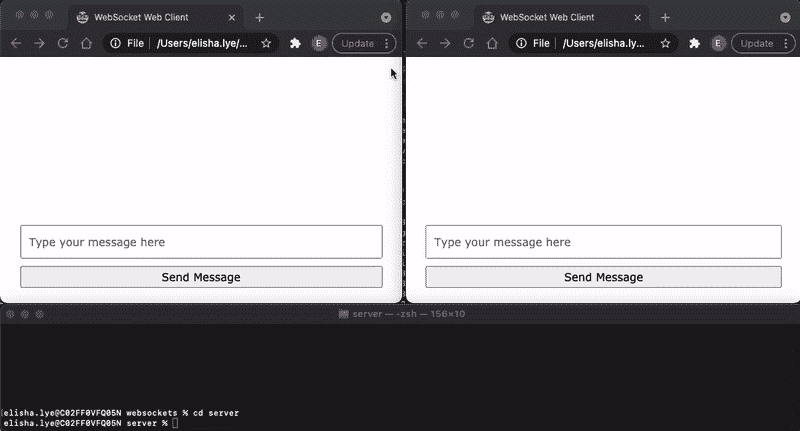 WebSocket Web Client
WebSocket Web Client
File /Users/elisha.lye/... E Update
File /Users/elisha.ly... E Update
Type your message here
Type your message here
Send Message
Send Message
server — -zsh — 156×10
elisha.lye@C02FF0VFQ05N websockets % cd server
elisha.lye@C02FF0VFQ05N server %